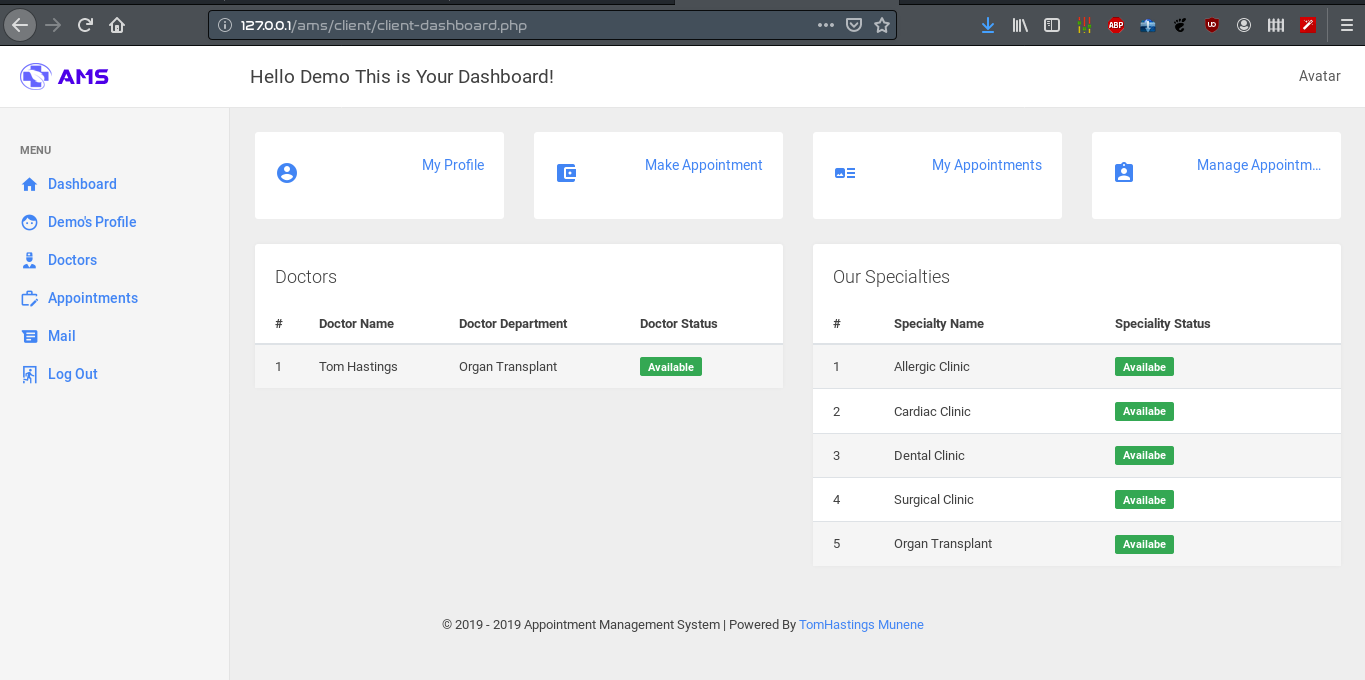 127.0.0.1/ams/client/client-dashboard.php
ABP
UD
AMS
Hello Demo This is Your Dashboard!
Avatar
MENU
Dashboard
Demo's Profile
Doctors
Appointments
Mail
Log Out
My Profile
Make Appointment
My Appointments
Manage Appointm...
Doctors
# Doctor Name Doctor Department Doctor Status
1 Tom Hastings Organ Transplant Available
Our Specialties
# Specialty Name Speciality Status
1 Allergic Clinic Availabe
2 Cardiac Clinic Availabe
3 Dental Clinic Availabe
4 Surgical Clinic Availabe
5 Organ Transplant Availabe
© 2019 - 2019 Appointment Management System | Powered By TomHastings Munene